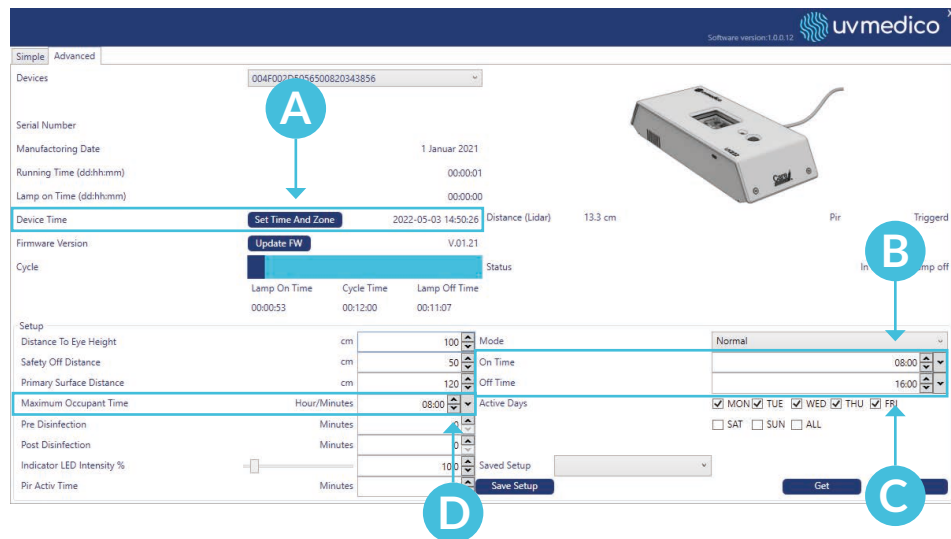 uvmedico
Software version:1.0.0.12
Simple Advanced
Devices 004F002D5056500820343856
A
Serial Number
Manufactoring Date 1 Januar 2021
Running Time (dd:hh:mm) 00:00:01
Lamp on Time (dd:hh:mm) 00:00:00
Device Time Set Time And Zone 2022-05-03 14:50:26 Distance (Lidar) 13.3 cm Pir Triggerd
Firmware Version Update FW V.01.21
B
Cycle Status In mp off
Lamp On Time Cycle Time Lamp Off Time
00:00:53 00:12:00 00:11:07
Setup
Distance To Eye Height cm 100 Mode Normal
Safety Off Distance cm 50 On Time 08:00
Primary Surface Distance cm 120 Off Time 16:00
Maximum Occupant Time Hour/Minutes 08:00 Active Days MON TUE WED THU FRI
Pre Disinfection Minutes 0 SAT SUN ALL
Post Disinfection Minutes 0
Indicator LED Intensity % 100 Saved Setup
Pir Activ Time Minutes Save Setup Get
D
C